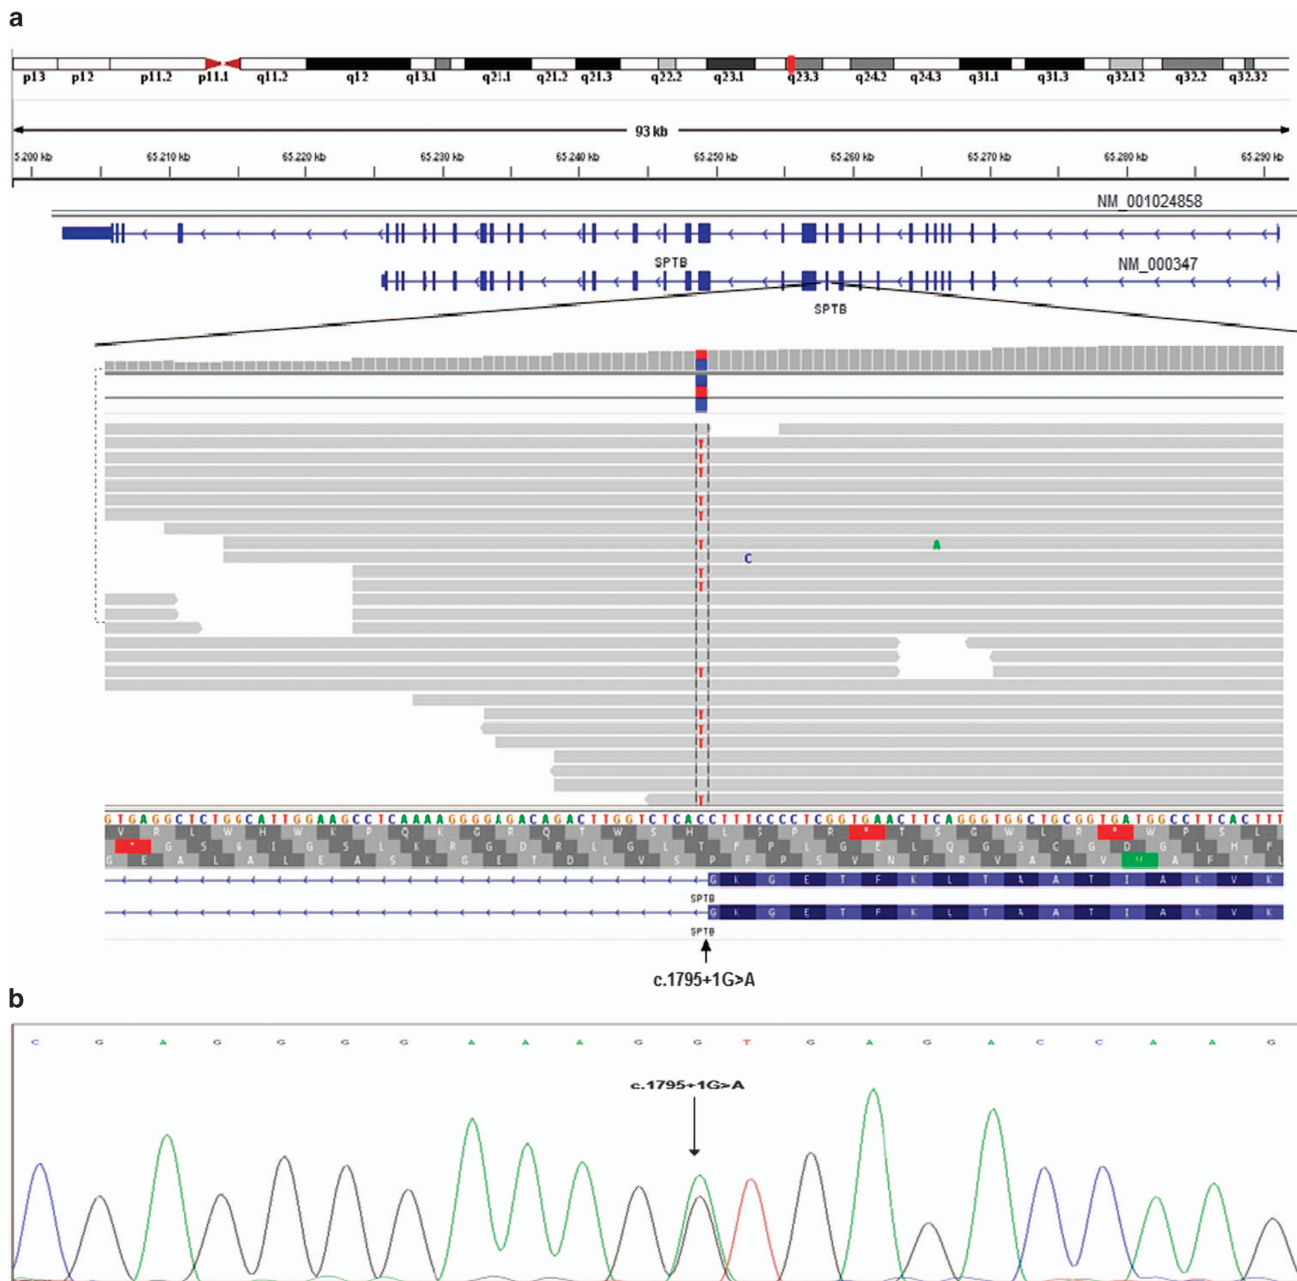 a
p13 p12 p11.2 p11.1 q11.2 q12 q13.1 q21.1 q21.2 q21.3 q22.2 q23.1 q23.3 q24.2 q24.3 q31.1 q31.3 q32.12 q32.2 q32.32
93 kb
5.200 kb 65.210 kb 65.220 kb 65.230 kb 65.240 kb 65.250 kb 65.260 kb 65.270 kb 65.280 kb 65.290 kb
NM_001024858
SPTB
NM_000347
SPTB
T
T
T
T
T
T A
C
T
T
T
T
T
T
T
GTGAGGCTCTGGCATTGGAAGCCTCAAAAGGGGAGACAGACTTGGTCTCACCTTTCCCCTCGGTGAACTTCAGGGTGGCTGCGGTGATGGCCTTCACTTT
V R L W H W K P Q K G R Q T W S H L S P R * T S G W L R * W P S L
* G S G I G S L K R G D R L G L T F P L G E L Q G G C G D G L H F
G E A L A L E A S K G E T D L V S P F P S V N F R V A A V M A F T L
G K G E T F K L T A A T I A K V K
SPTB
G K G E T F K L T A A T I A K V K
SPTB
c.1795+1G>A
b
C G A G G G G A A A G G T G A G A C C A A G
c.1795+1G>A